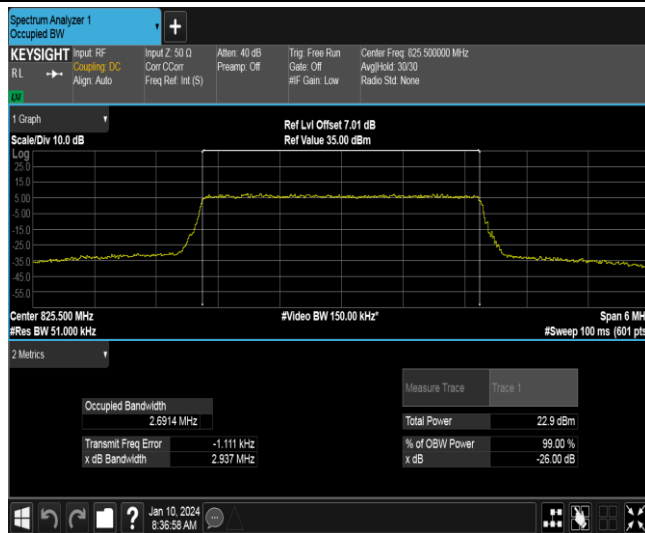 Spectrum Analyzer 1
Occupied BW
+
KEYSIGHT
RL
Input: RF
Coupling: DC
Align: Auto
Input Z: 50 Ω
Corr CCorr
Freq Ref: Int (S)
Atten: 40 dB
Preamp: Off
Trig: Free Run
Gate: Off
#IF Gain: Low
Center Freq: 825.500000 MHz
Avg|Hold: 30/30
Radio Std: None
1 Graph
Scale/Div 10.0 dB
Ref Lvl Offset 7.01 dB
Ref Value 35.00 dBm
Log
25.0
15.0
5.00
-5.00
-15.0
-25.0
-35.0
-45.0
-55.0
Center 825.500 MHz
#Res BW 51.000 kHz
#Video BW 150.00 kHz*
Span 6 MH
#Sweep 100 ms (601 pts
2 Metrics
Measure Trace Trace 1
Occupied Bandwidth
2.6914 MHz
Total Power 22.9 dBm
Transmit Freq Error -1.111 kHz
% of OBW Power 99.00 %
x dB Bandwidth 2.937 MHz
x dB -26.00 dB
?
Jan 10, 2024
8:36:58 AM